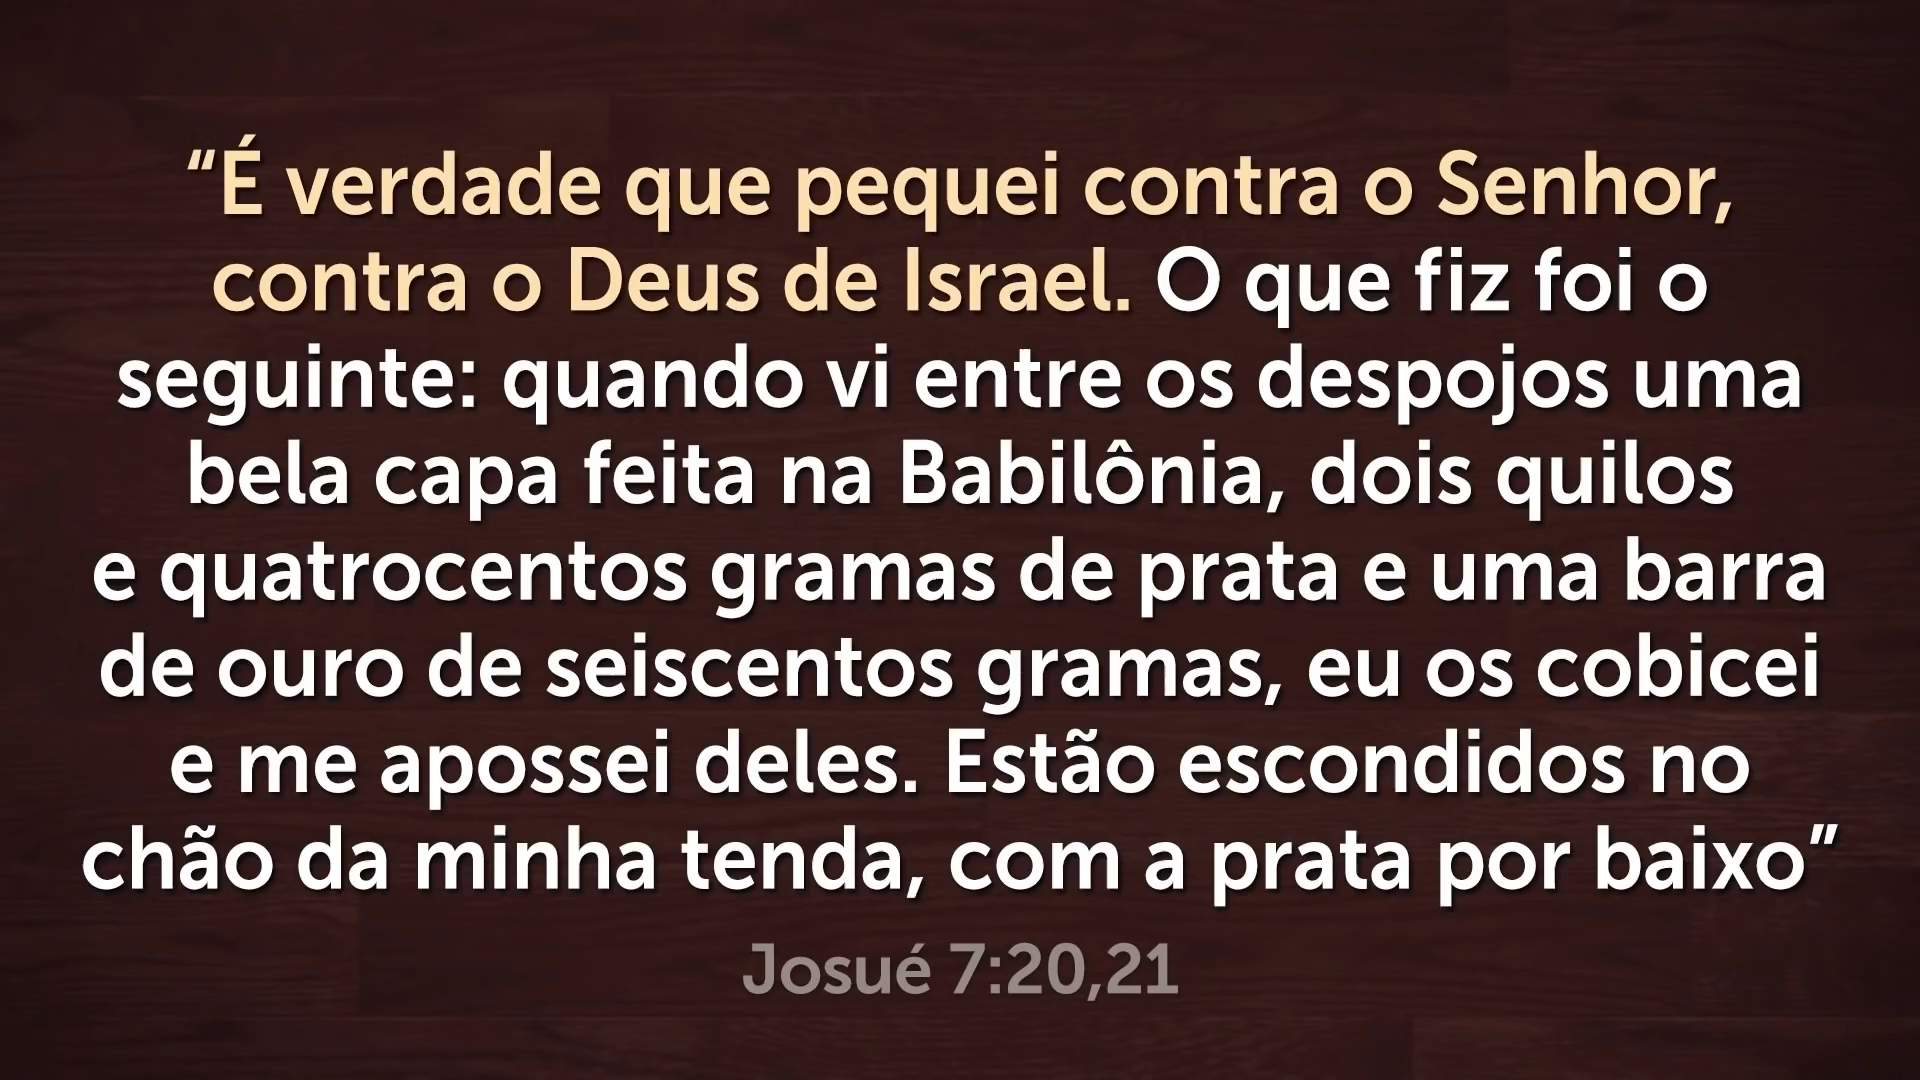 “É verdade que pequei contra o Senhor,
contra o Deus de Israel. O que fiz foi o
seguinte: quando vi entre os despojos uma
bela capa feita na Babilônia, dois quilos
e quatrocentos gramas de prata e uma barra
de ouro de seiscentos gramas, eu os cobicei
e me apossei deles. Estão escondidos no
chão da minha tenda, com a prata por baixo”
Josué 7:20,21